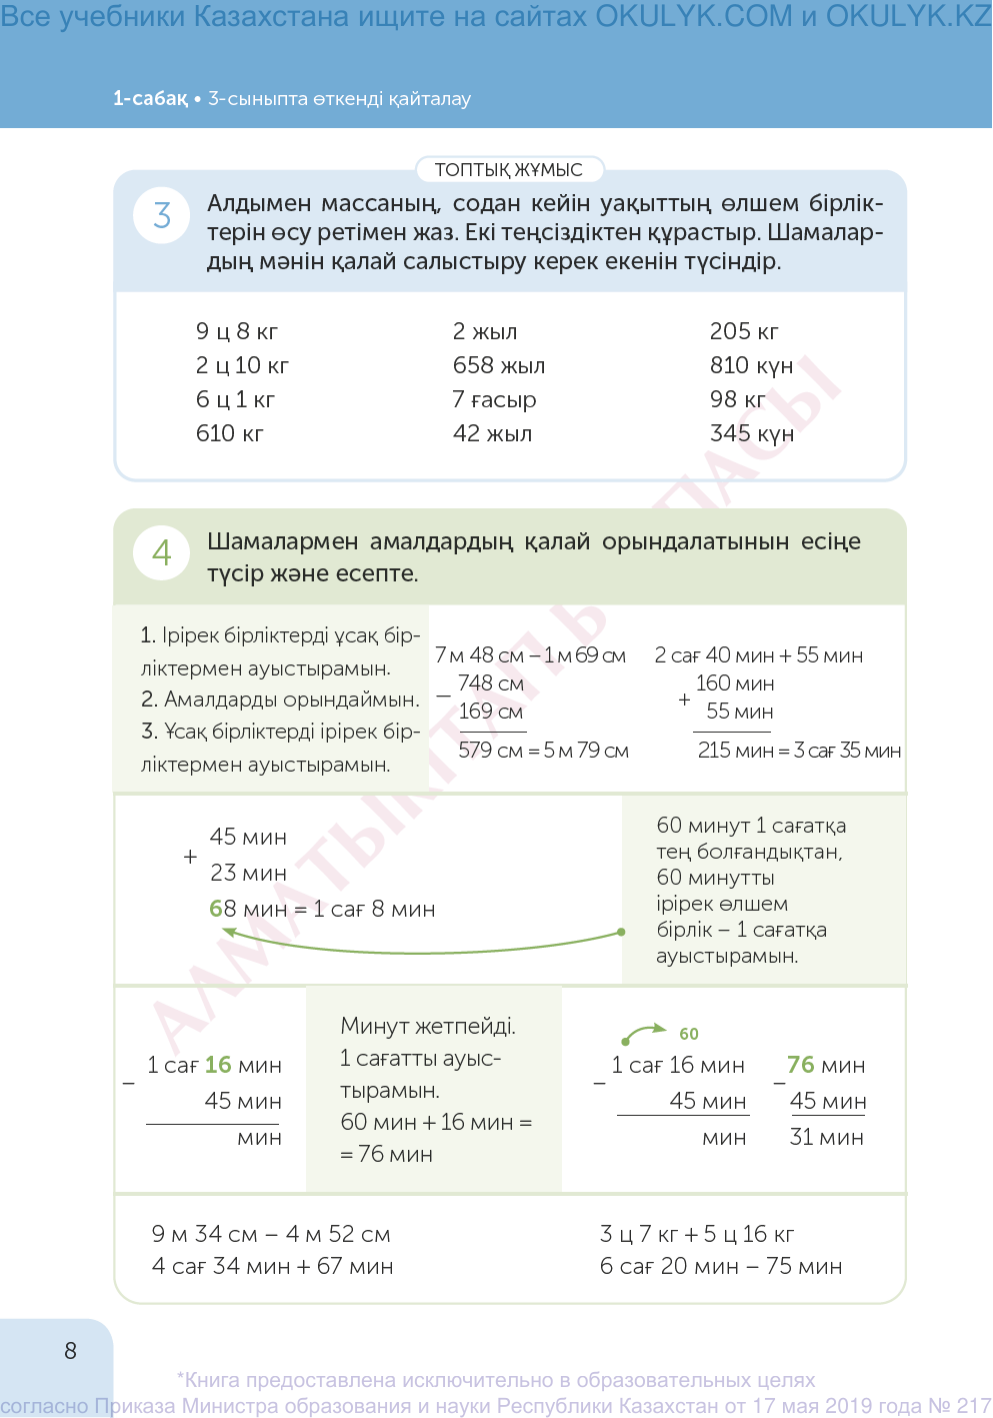 Все учебники Казахстана ищите на сайтах OKULYK.COM и OKULYK.KZ
1-сабақ • 3-сыныпта өткенді қайталау
ТОПТЫҚ ЖҰМЫС
3
Алдымен массаның, содан кейін уақыттың өлшем бірлік-
терін өсу ретімен жаз. Екі теңсіздіктен құрастыр. Шамалар-
дың мәнін қалай салыстыру керек екенін түсіндір.
9 ц 8 кг
2 ц 10 кг
6 ц 1 кг
610 кг
2 жыл
658 жыл
7 ғасыр
42 жыл
205 кг
810 күн
98 кг
345 күн
4
Шамалармен амалдардың қалай орындалатынын есіңе
түсір және есепте.
1. Ірірек бірліктерді ұсақ бір-
ліктермен ауыстырамын.
2. Амалдарды орындаймын.
3. Ұсақ бірліктерді ірірек бір-
ліктермен ауыстырамын.
7 м 48 см – 1 м 69 см
– 748 см
169 см
579 см = 5 м 79 см
2 сағ 40 мин + 55 мин
+ 160 мин
55 мин
215 мин = 3 сағ 35 мин
45 мин
+
23 мин
68 мин = 1 сағ 8 мин
60 минут 1 сағатқа
тең болғандықтан,
60 минутты
ірірек өлшем
бірлік – 1 сағатқа
ауыстырамын.
– 1 сағ 16 мин
45 мин
мин
Минут жетпейді.
1 сағатты ауыс-
тырамын.
60 мин + 16 мин =
= 76 мин
60
– 1 сағ 16 мин
45 мин
мин
– 76 мин
45 мин
31 мин
9 м 34 см – 4 м 52 см
4 сағ 34 мин + 67 мин
3 ц 7 кг + 5 ц 16 кг
6 сағ 20 мин – 75 мин
8
*Книга предоставлена исключительно в образовательных целях
согласно Приказа Министра образования и науки Республики Казахстан от 17 мая 2019 года № 217